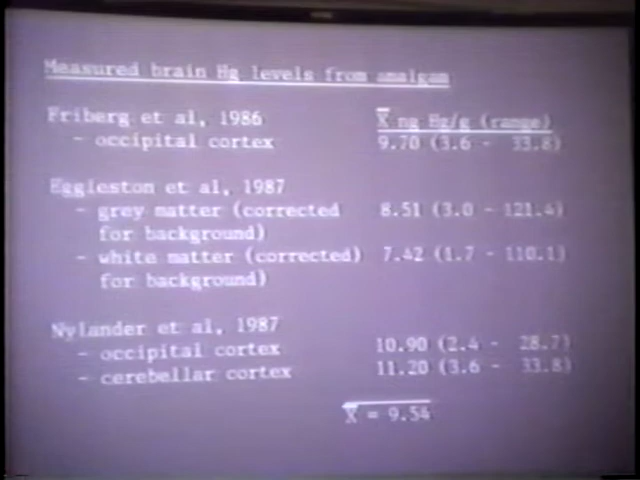 Measured brain Hg levels from amalgam
Friberg et al, 1986 X̅ ng Hg/g (range)
- occipital cortex 9.70 (3.6 - 33.8)
Eggleston et al, 1987
- grey matter (corrected 8.51 (3.0 - 121.4)
for background)
- white matter (corrected) 7.42 (1.7 - 110.1)
for background)
Nylander et al, 1987
- occipital cortex 10.90 (2.4 - 28.7)
- cerebellar cortex 11.20 (3.6 - 33.8)
X̅ = 9.54